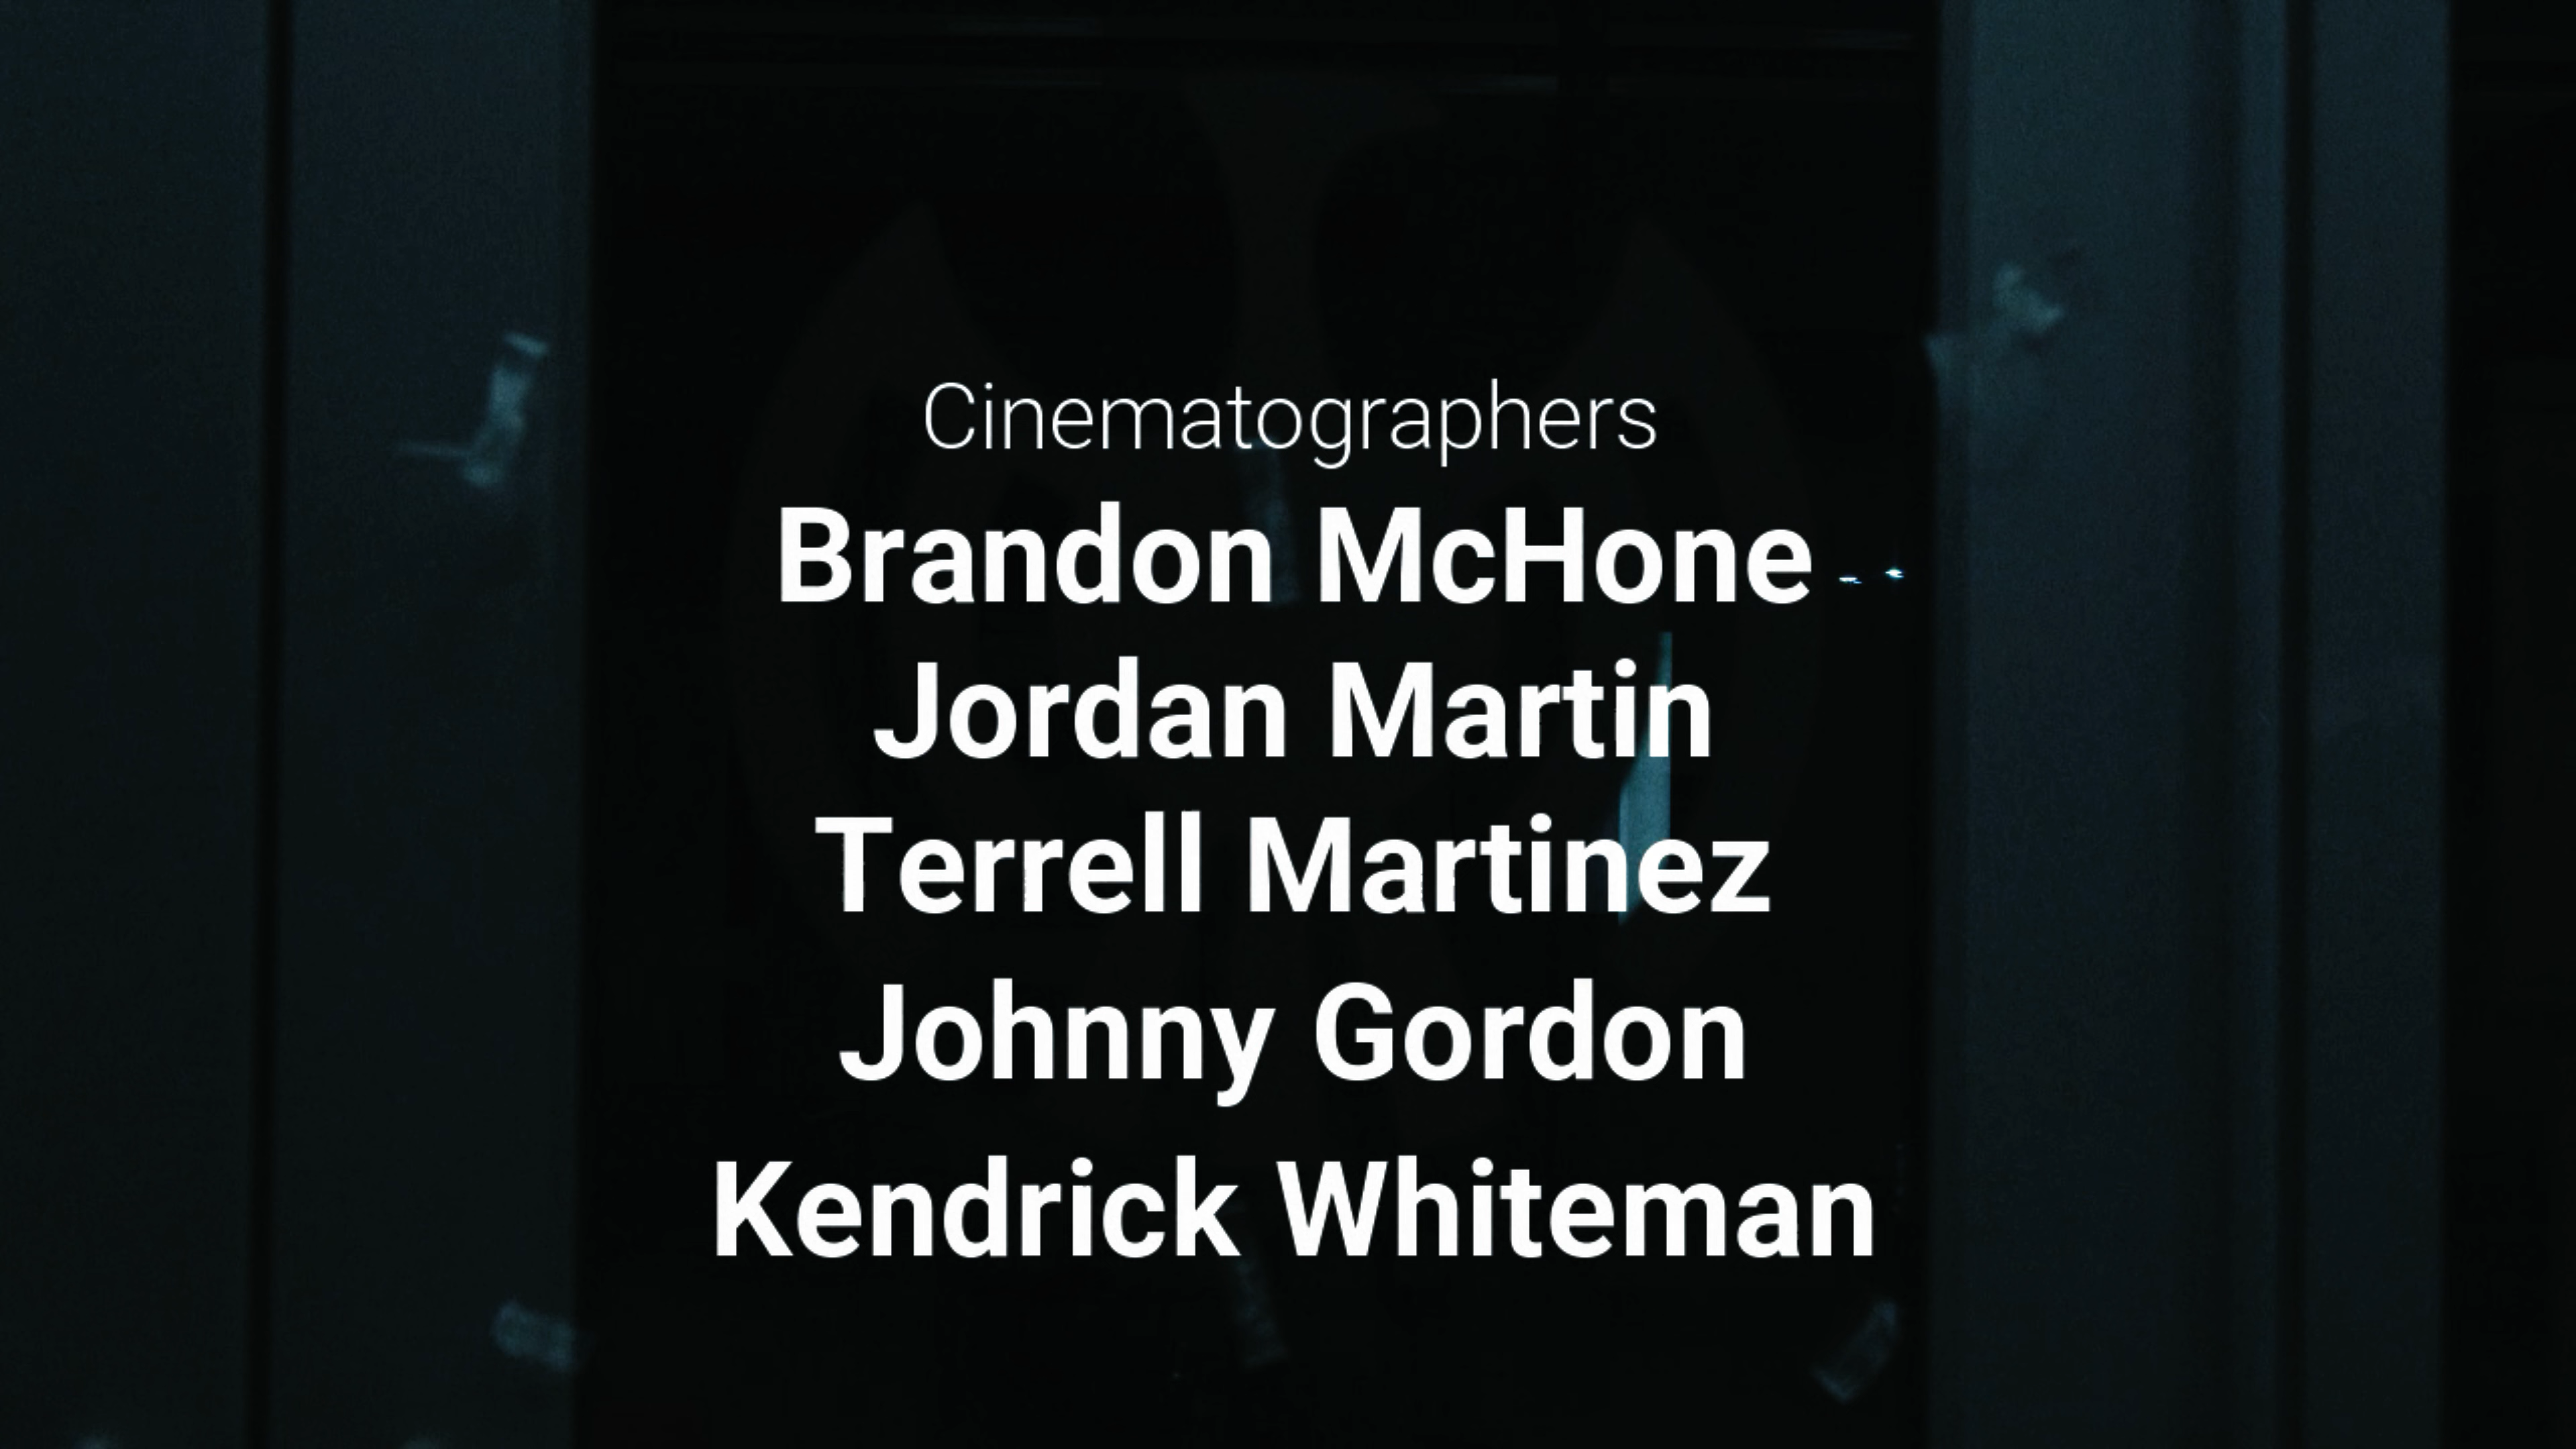 Cinematographers
Brandon McHone
Jordan Martin
Terrell Martinez
Johnny Gordon
Kendrick Whiteman